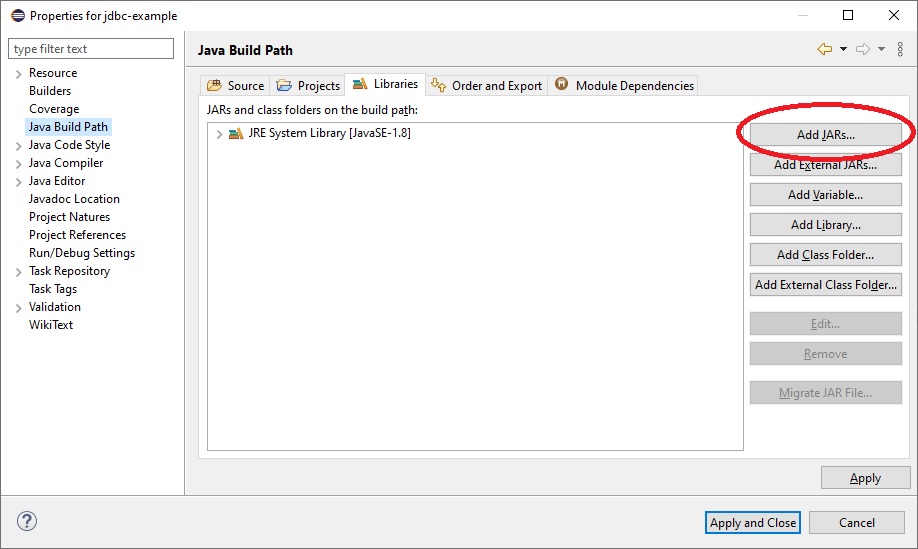 Properties for jdbc-example
type filter text
Resource
Builders
Coverage
Java Build Path
Java Code Style
Java Compiler
Java Editor
Javadoc Location
Project Natures
Project References
Run/Debug Settings
Task Repository
Task Tags
Validation
WikiText
Java Build Path
Source Projects Libraries Order and Export Module Dependencies
JARs and class folders on the build path:
JRE System Library [JavaSE-1.8]
Add JARs...
Add External JARs...
Add Variable...
Add Library...
Add Class Folder...
Add External Class Folder...
Edit...
Remove
Migrate JAR File...
Apply
Apply and Close Cancel